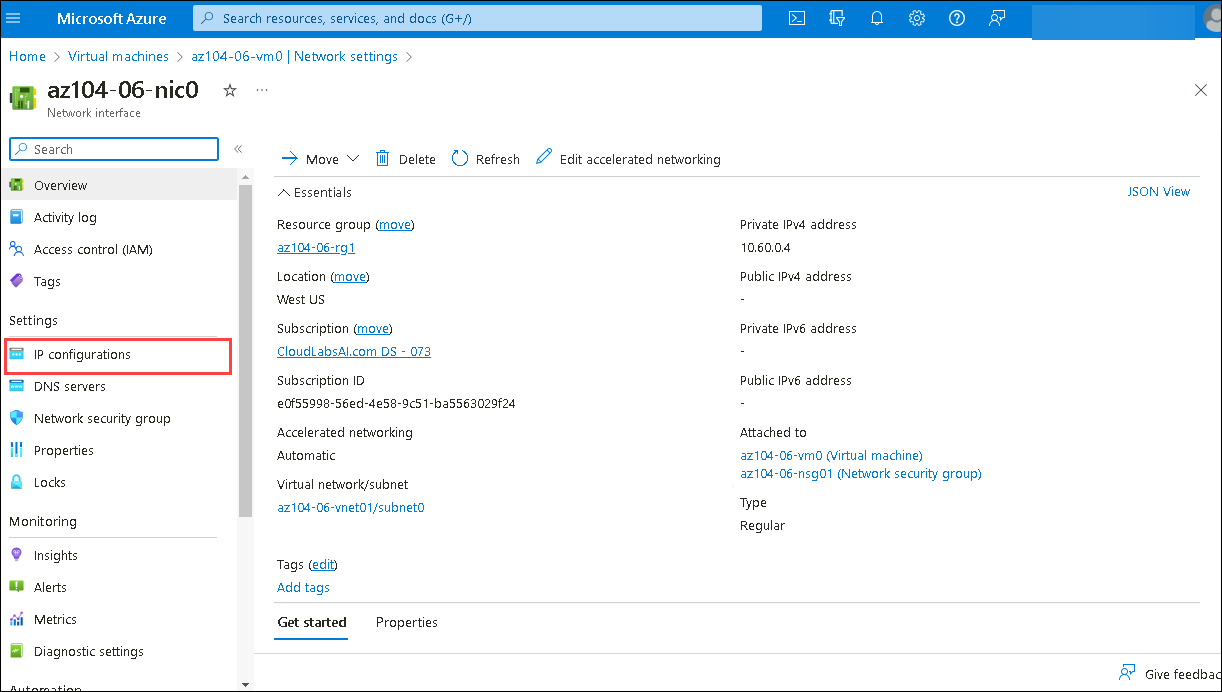 Microsoft Azure
Search resources, services, and docs (G+/)
Home > Virtual machines > az104-06-vm0 | Network settings >
az104-06-nic0
Network interface
Search
Overview
Activity log
Access control (IAM)
Tags
Settings
IP configurations
DNS servers
Network security group
Properties
Locks
Monitoring
Insights
Alerts
Metrics
Diagnostic settings
Automation
Move
Delete
Refresh
Edit accelerated networking
Essentials
JSON View
Resource group (move)
az104-06-rg1
Location (move)
West US
Subscription (move)
CloudLabsAI.com DS - 073
Subscription ID
e0f55998-56ed-4e58-9c51-ba5563029f24
Accelerated networking
Automatic
Virtual network/subnet
az104-06-vnet01/subnet0
Private IPv4 address
10.60.0.4
Public IPv4 address
-
Private IPv6 address
-
Public IPv6 address
-
Attached to
az104-06-vm0 (Virtual machine)
az104-06-nsg01 (Network security group)
Type
Regular
Tags (edit)
Add tags
Get started
Properties
Give feedbac